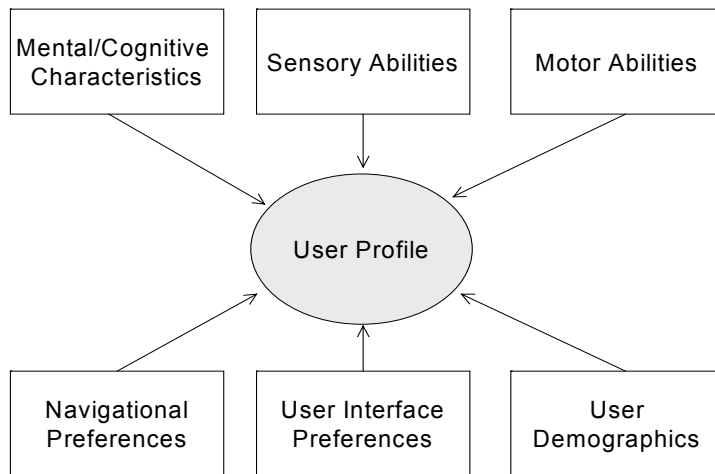 Mental/Cognitive
Characteristics
Sensory Abilities
Motor Abilities
User Profile
Navigational
Preferences
User Interface
Preferences
User
Demographics